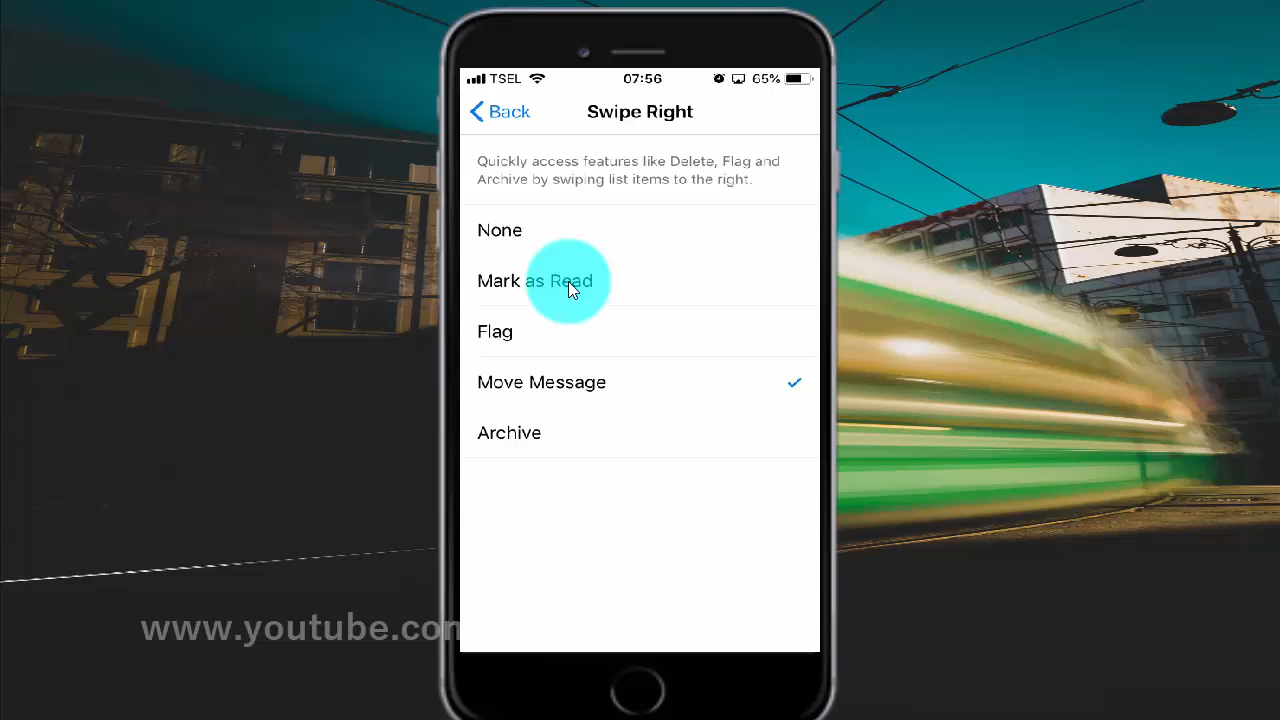 TSEL 07:56 65%
Back Swipe Right
Quickly access features like Delete, Flag and
Archive by swiping list items to the right.
None
Mark as Read
Flag
Move Message
Archive
www.youtube.com